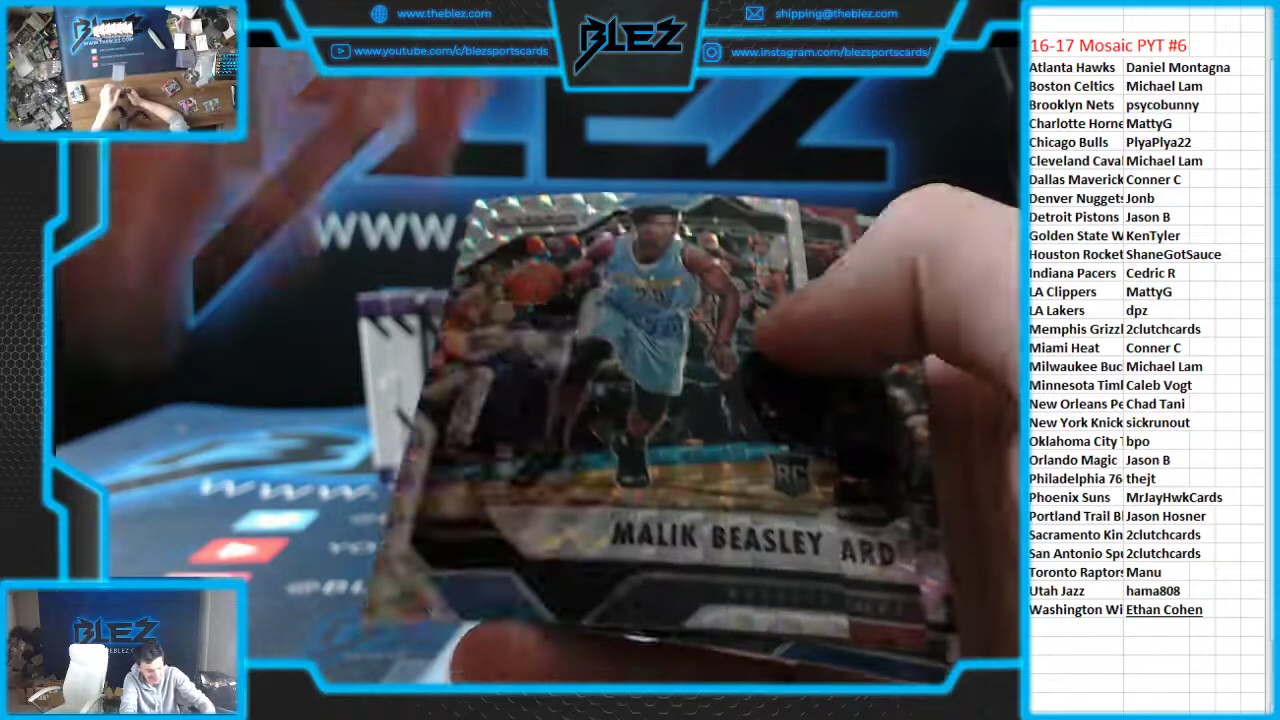 BLEZ
www.theblez.com
www.youtube.com/c/blezsportscards
BLEZ
shipping@theblez.com
www.instagram.com/blezsportscards/
WWW.
MALIK BEASLEY
ARD
RC
www.
BLEZ
16-17 Mosaic PYT #6
Atlanta Hawks Daniel Montagna
Boston Celtics Michael Lam
Brooklyn Nets psycobunny
Charlotte Horne MattyG
Chicago Bulls PlyaPlya22
Cleveland Caval Michael Lam
Dallas Maverick Conner C
Denver Nuggets Jonb
Detroit Pistons Jason B
Golden State W KenTyler
Houston Rocket ShaneGotSauce
Indiana Pacers Cedric R
LA Clippers MattyG
LA Lakers dpz
Memphis Grizzl 2clutchcards
Miami Heat Conner C
Milwaukee Buc Michael Lam
Minnesota Timl Caleb Vogt
New Orleans Pe Chad Tani
New York Knick sickrunout
Oklahoma City T bpo
Orlando Magic Jason B
Philadelphia 76 thejt
Phoenix Suns MrJayHwkCards
Portland Trail Bl Jason Hosner
Sacramento Kin 2clutchcards
San Antonio Spu 2clutchcards
Toronto Raptors Manu
Utah Jazz hama808
Washington Wi Ethan Cohen